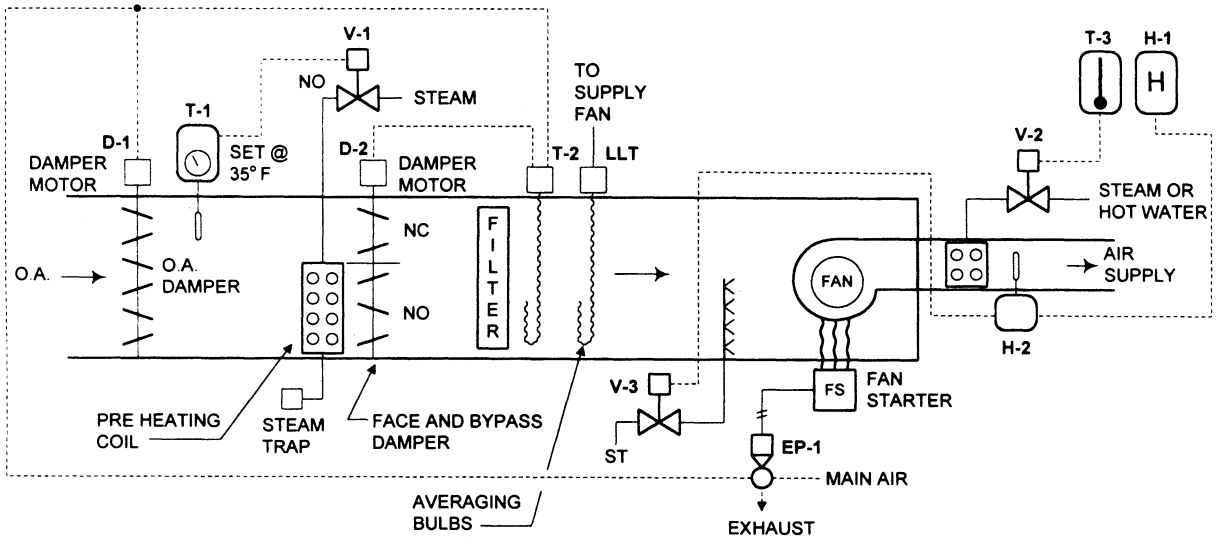 V-1
NO
STEAM
T-1
SET @
35° F
D-1
DAMPER
MOTOR
D-2
DAMPER
MOTOR
TO
SUPPLY
FAN
T-2
LLT
T-3
H-1
H
V-2
STEAM OR
HOT WATER
O.A.
O.A.
DAMPER
NC
NO
FILTER
FAN
AIR
SUPPLY
H-2
PRE HEATING
COIL
STEAM
TRAP
FACE AND BYPASS
DAMPER
V-3
ST
FS
FAN
STARTER
EP-1
MAIN AIR
AVERAGING
BULBS
EXHAUST